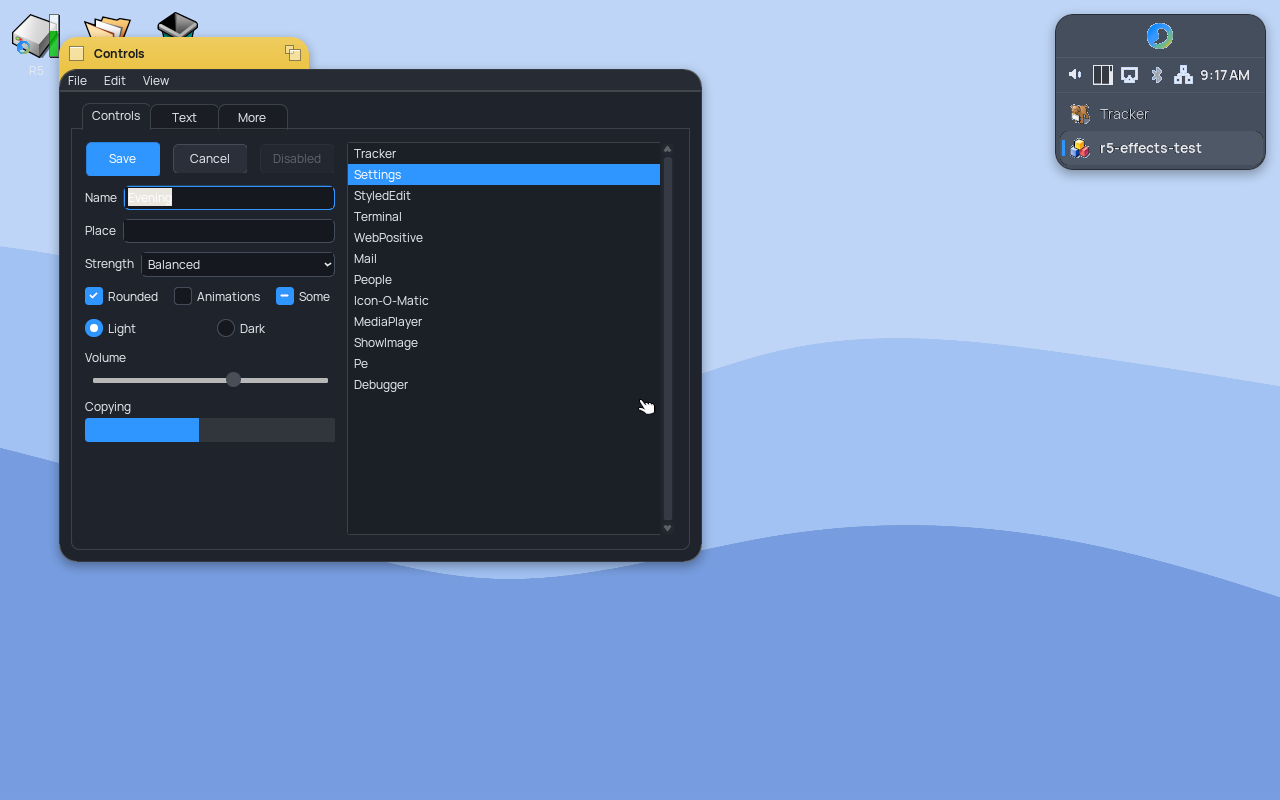 R5
Controls
File Edit View
Controls Text More
Save Cancel Disabled
Name Evening
Place
Strength Balanced
Rounded Animations Some
Light Dark
Volume
Copying
Tracker
Settings
StyledEdit
Terminal
WebPositive
Mail
People
Icon-O-Matic
MediaPlayer
ShowImage
Pe
Debugger
9:17 AM
Tracker
r5-effects-test